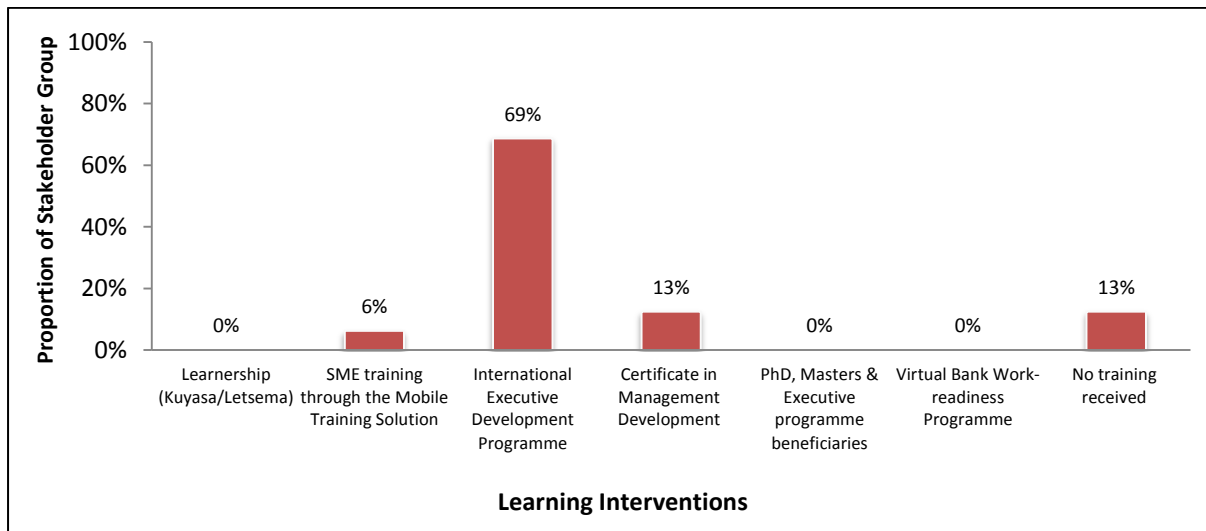 Proportion of Stakeholder Group
100%
80%
60%
40%
20%
0%
0%
6%
69%
13%
0%
0%
13%
Learnership
(Kuyasa/Letsema)
SME training
through the Mobile
Training Solution
International
Executive
Development
Programme
Certificate in
Management
Development
PhD, Masters &
Executive
programme
beneficiaries
Virtual Bank Work-
readiness
Programme
No training
received
Learning Interventions